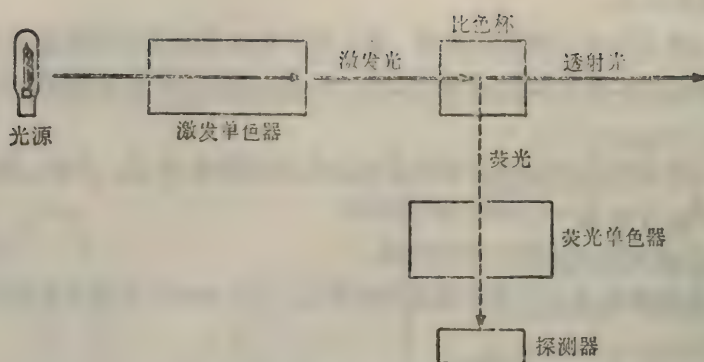 比色杯
激发光
透射光
光源
激发单色器
荧光
荧光单色器
探测器